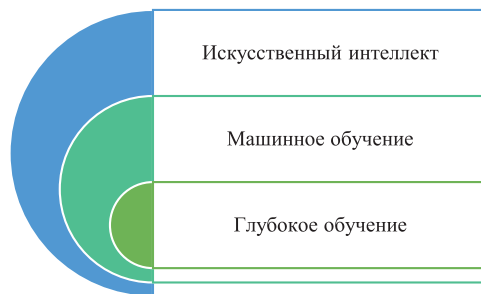 Искусственный интеллект
Машинное обучение
Глубокое обучение